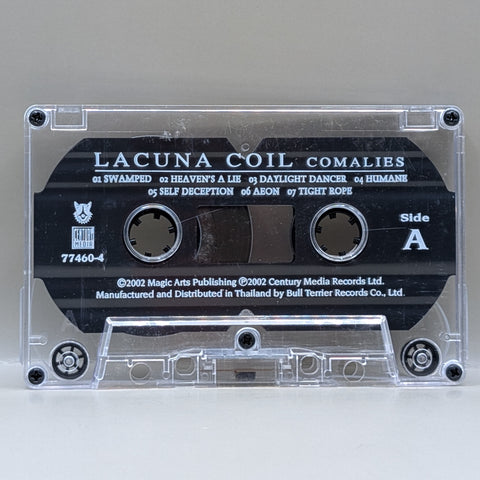 LACUNA COIL COMALIES
01 SWAMPED 02 HEAVEN'S A LIE 03 DAYLIGHT DANCER 04 HUMANE
05 SELF DECEPTION 06 AEON 07 TIGHT ROPE
Side
A
MEDIA
77460-4
©2002 Magic Arts Publishing ℗2002 Century Media Records Ltd.
Manufactured and Distributed in Thailand by Bull Terrier Records Co., Ltd.